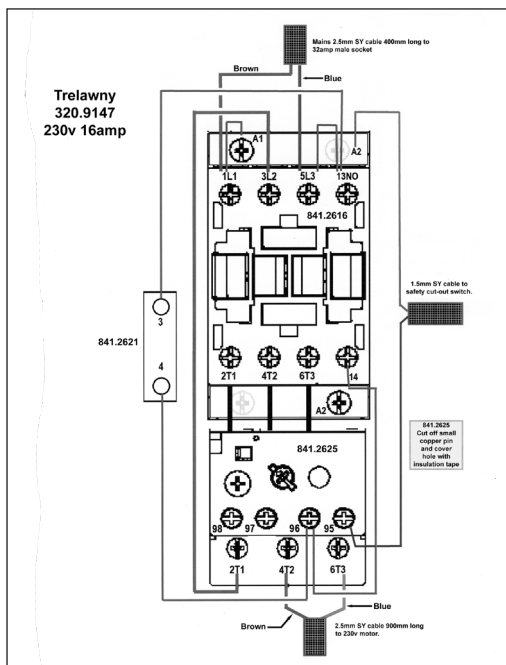 Mains 2.5mm SY cable 400mm long to
32amp male socket
Brown
Blue
Trelawny
320.9147
230v 16amp
A1
A2
1L1 3L2 5L3 13NO
841.2616
1.5mm SY cable to
safety cut-out switch.
3
841.2621
4
2T1 4T2 6T3 14
A2
841.2625
841.2625
Cut off small
copper pin
and cover
hole with
insulation tape
98 97 96 95
2T1 4T2 6T3
Blue
Brown
2.5mm SY cable 900mm long
to 230v motor.